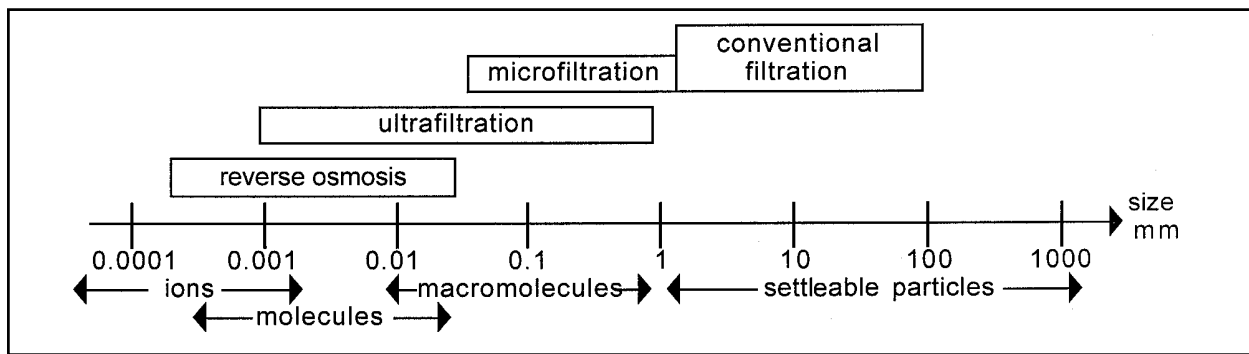 conventional
filtration
microfiltration
ultrafiltration
reverse osmosis
size
mm
0.0001 0.001 0.01 0.1 1 10 100 1000
ions macromolecules settleable particles
molecules